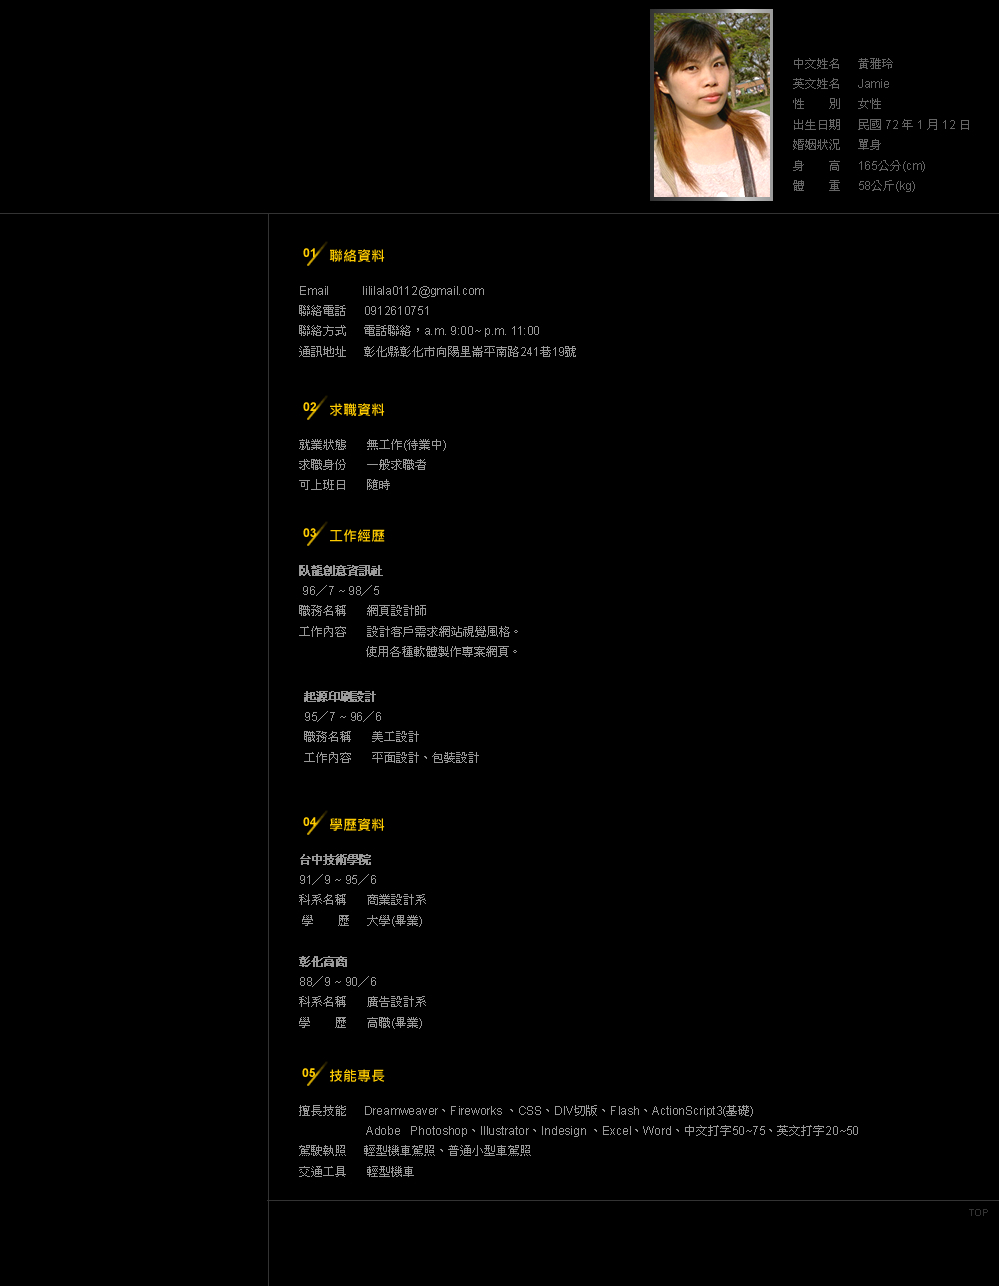 中文姓名 黃雅玲
英文姓名 Jamie
性 別 女性
出生日期 民國 72 年 1 月 12 日
婚姻狀況 單身
身 高 165公分(cm)
體 重 58公斤(kg)
01 聯絡資料
Email lililala0112@gmail.com
聯絡電話 0912610751
聯絡方式 電話聯絡，a.m. 9:00~ p.m. 11:00
通訊地址 彰化縣彰化市向陽里崙平南路241巷19號
02 求職資料
就業狀態 無工作(待業中)
求職身份 一般求職者
可上班日 隨時
03 工作經歷
臥龍創意資訊社
96／7 ~ 98／5
職務名稱 網頁設計師
工作內容 設計客戶需求網站視覺風格。
使用各種軟體製作專案網頁。
起源印刷設計
95／7 ~ 96／6
職務名稱 美工設計
工作內容 平面設計、包裝設計
04 學歷資料
台中技術學院
91／9 ~ 95／6
科系名稱 商業設計系
學 歷 大學(畢業)
彰化高商
88／9 ~ 90／6
科系名稱 廣告設計系
學 歷 高職(畢業)
05 技能專長
擅長技能 Dreamweaver、Fireworks 、CSS、DIV切版、Flash、ActionScript3(基礎)
Adobe Photoshop、Illustrator、Indesign 、Excel、Word、中文打字50~75、英文打字20~50
駕駛執照 輕型機車駕照、普通小型車駕照
交通工具 輕型機車
TOP